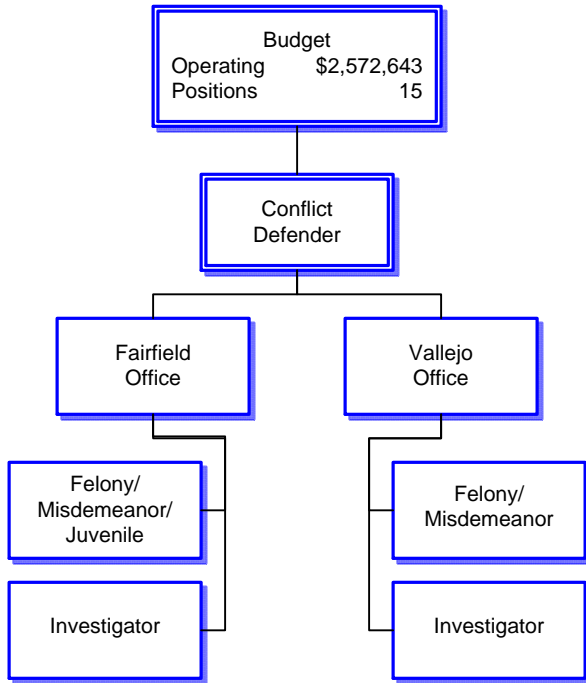 Budget
Operating $2,572,643
Positions 15
Conflict
Defender
Fairfield
Office
Vallejo
Office
Felony/
Misdemeanor/
Juvenile
Felony/
Misdemeanor
Investigator
Investigator